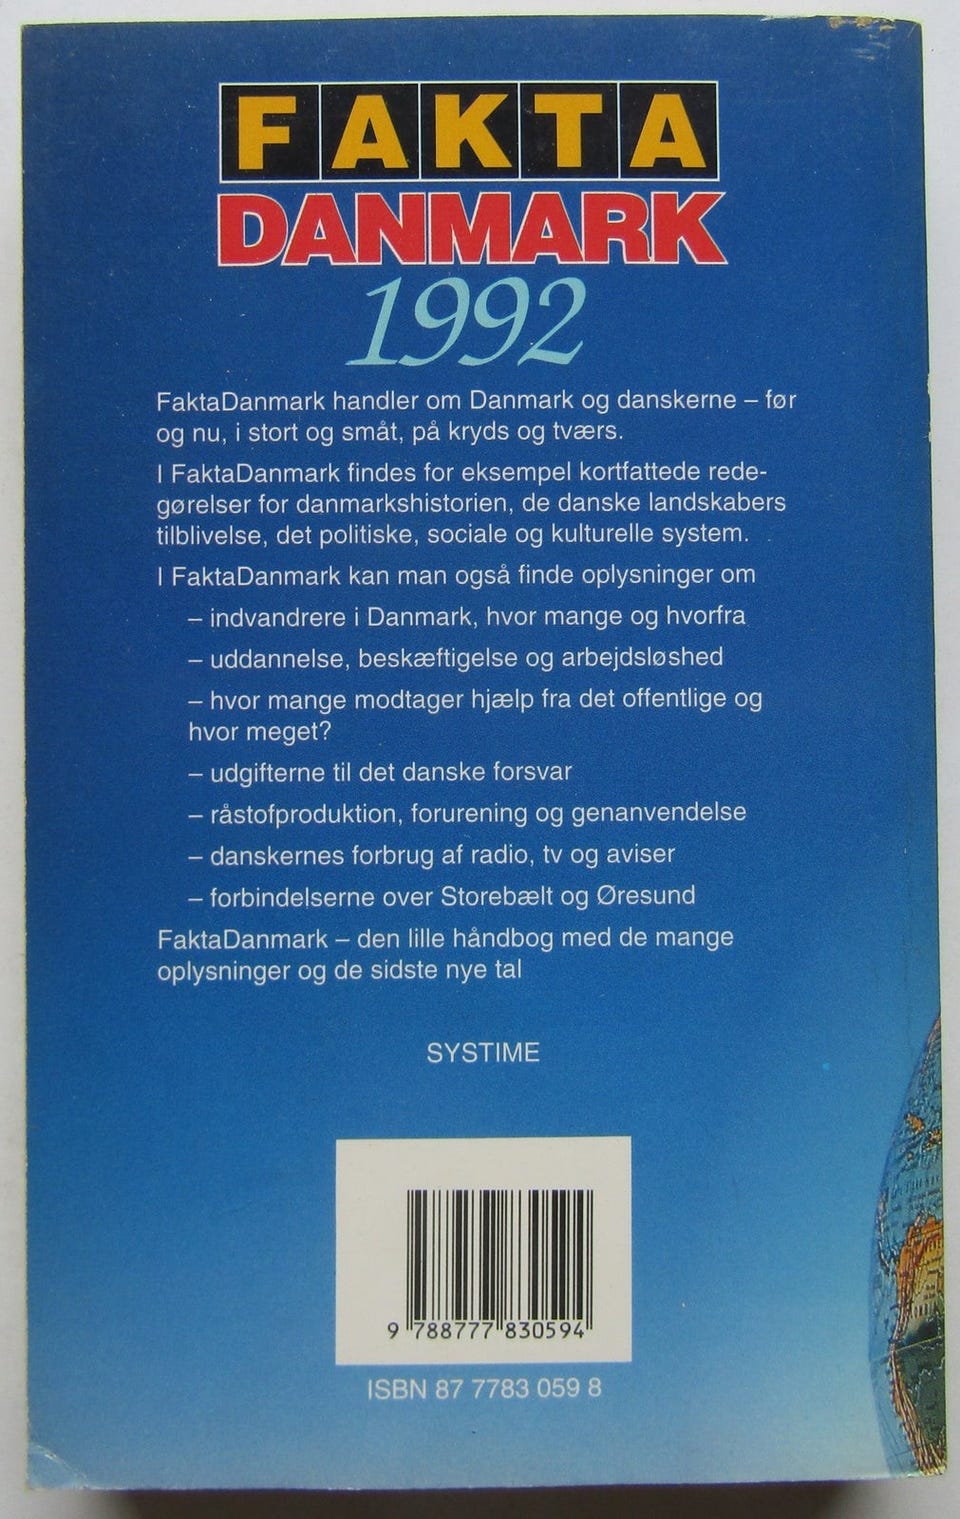 FAKTA
DANMARK
1992
FaktaDanmark handler om Danmark og danskerne – før
og nu, i stort og småt, på kryds og tværs.
I FaktaDanmark findes for eksempel kortfattede rede-
gørelser for danmarkshistorien, de danske landskabers
tilblivelse, det politiske, sociale og kulturelle system.
I FaktaDanmark kan man også finde oplysninger om
– indvandrere i Danmark, hvor mange og hvorfra
– uddannelse, beskæftigelse og arbejdsløshed
– hvor mange modtager hjælp fra det offentlige og
hvor meget?
– udgifterne til det danske forsvar
– råstofproduktion, forurening og genanvendelse
– danskernes forbrug af radio, tv og aviser
– forbindelserne over Storebælt og Øresund
FaktaDanmark – den lille håndbog med de mange
oplysninger og de sidste nye tal
SYSTIME
9 788777 830594
ISBN 87 7783 059 8